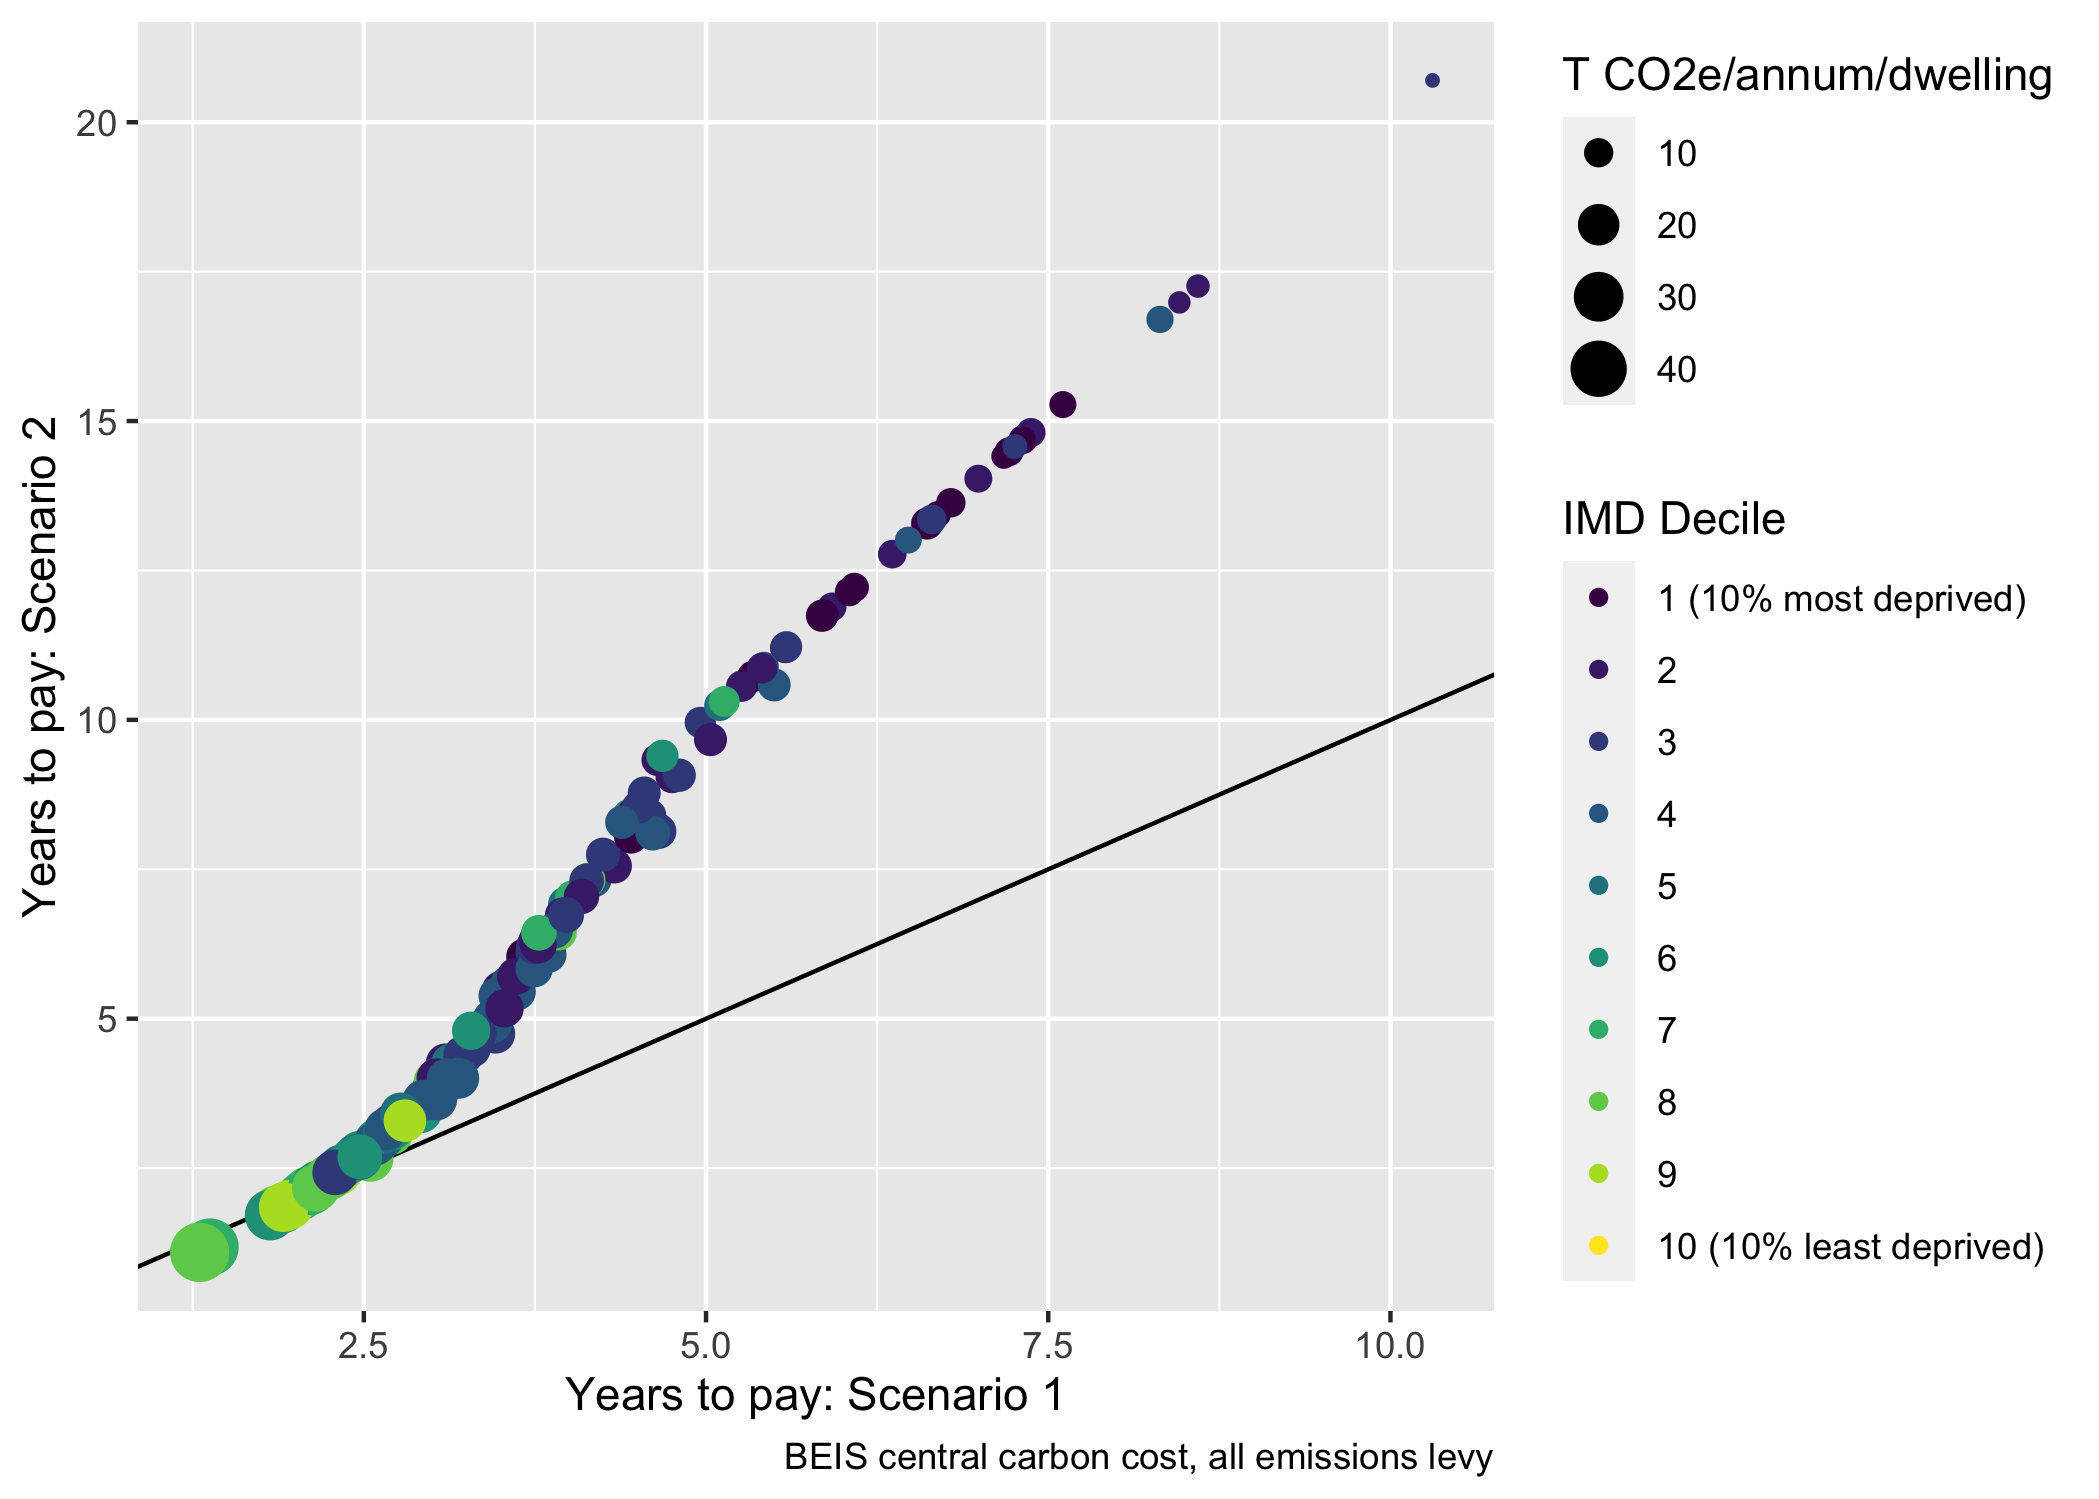 T CO2e/annum/dwelling
10
20
30
40
IMD Decile
1 (10% most deprived)
2
3
4
5
6
7
8
9
10 (10% least deprived)
Years to pay: Scenario 2
20
15
10
5
2.5 5.0 7.5 10.0
Years to pay: Scenario 1
BEIS central carbon cost, all emissions levy